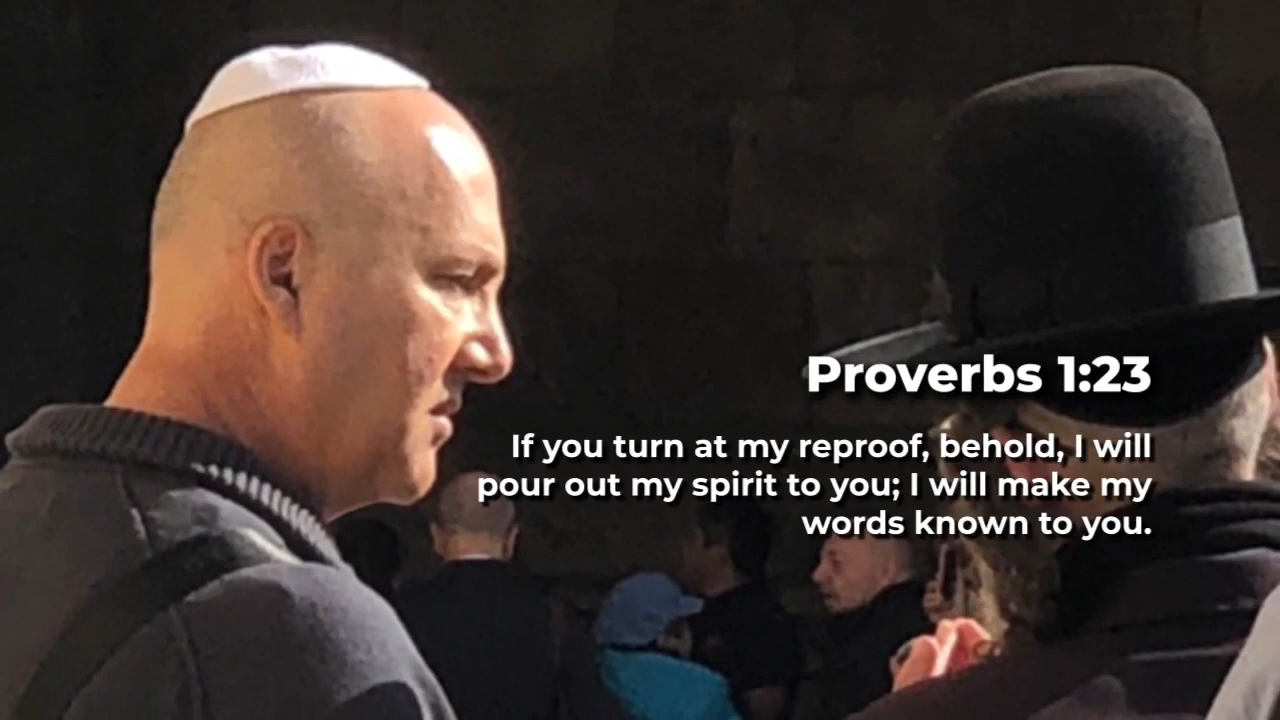 Proverbs 1:23
If you turn at my reproof, behold, I will
pour out my spirit to you; I will make my
words known to you.